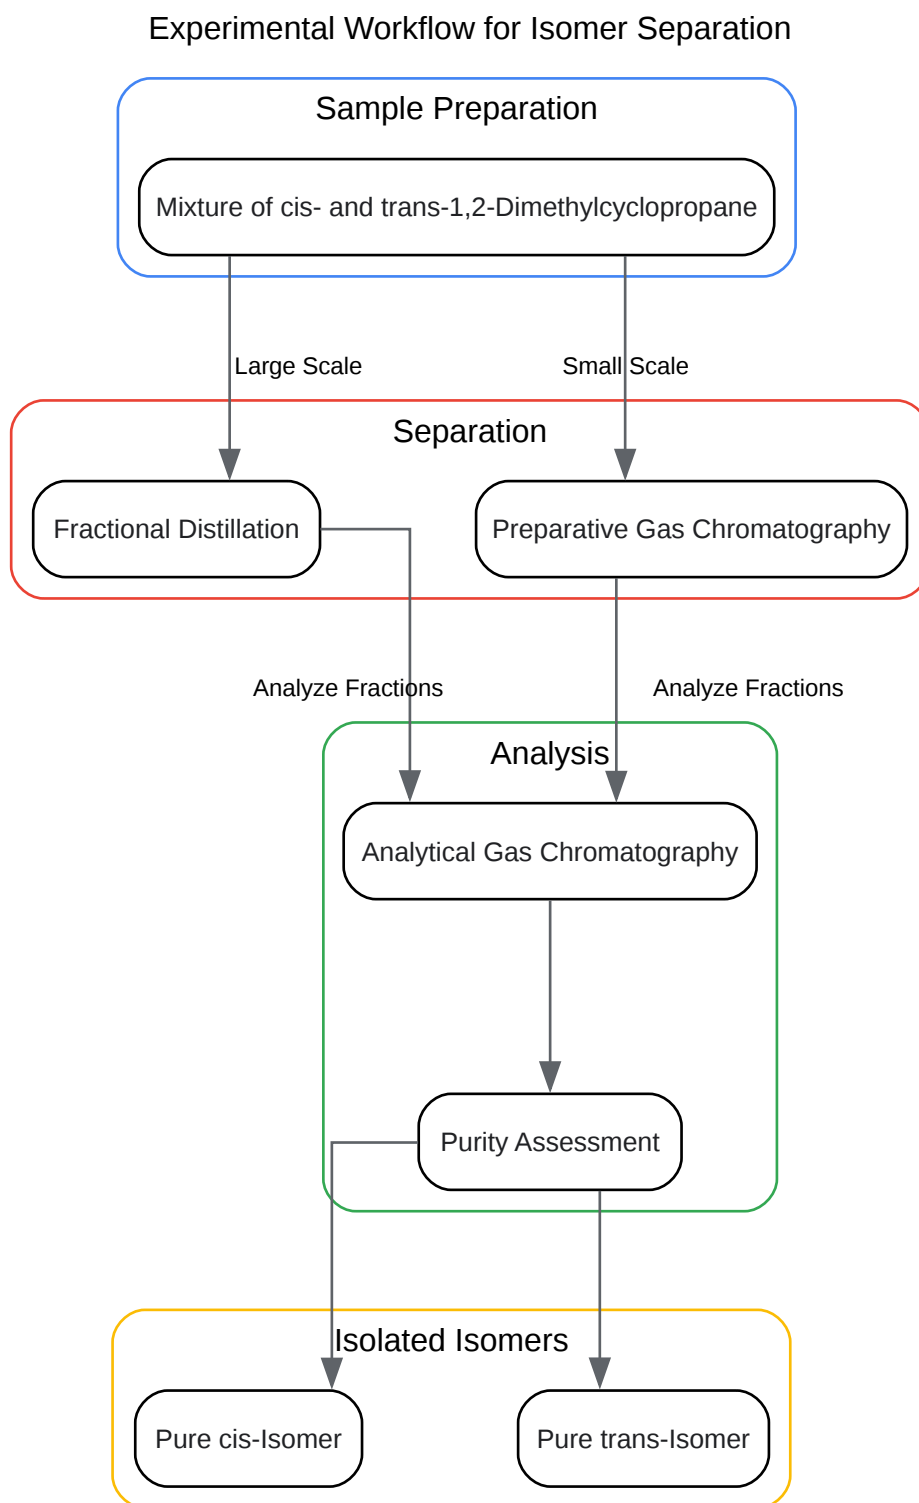 Experimental Workflow for Isomer Separation
Sample Preparation
Mixture of cis- and trans-1,2-Dimethylcyclopropane
Large Scale
Small Scale
Separation
Fractional Distillation
Preparative Gas Chromatography
Analyze Fractions
Analyze Fractions
Analysis
Analytical Gas Chromatography
Purity Assessment
Isolated Isomers
Pure cis-Isomer
Pure trans-Isomer